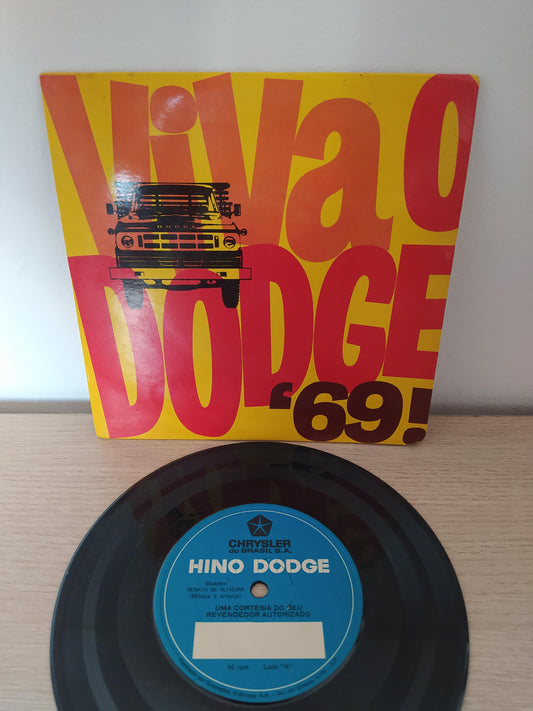 Viva o
DODGE
'69!
DODGE
CHRYSLER
do BRASIL S.A.
HINO DODGE
Maestro
RENATO DE OLIVEIRA
(Música e arranjo)
UMA CORTESIA DO SEU
REVENDEDOR AUTORIZADO
45 rpm Lado "A"